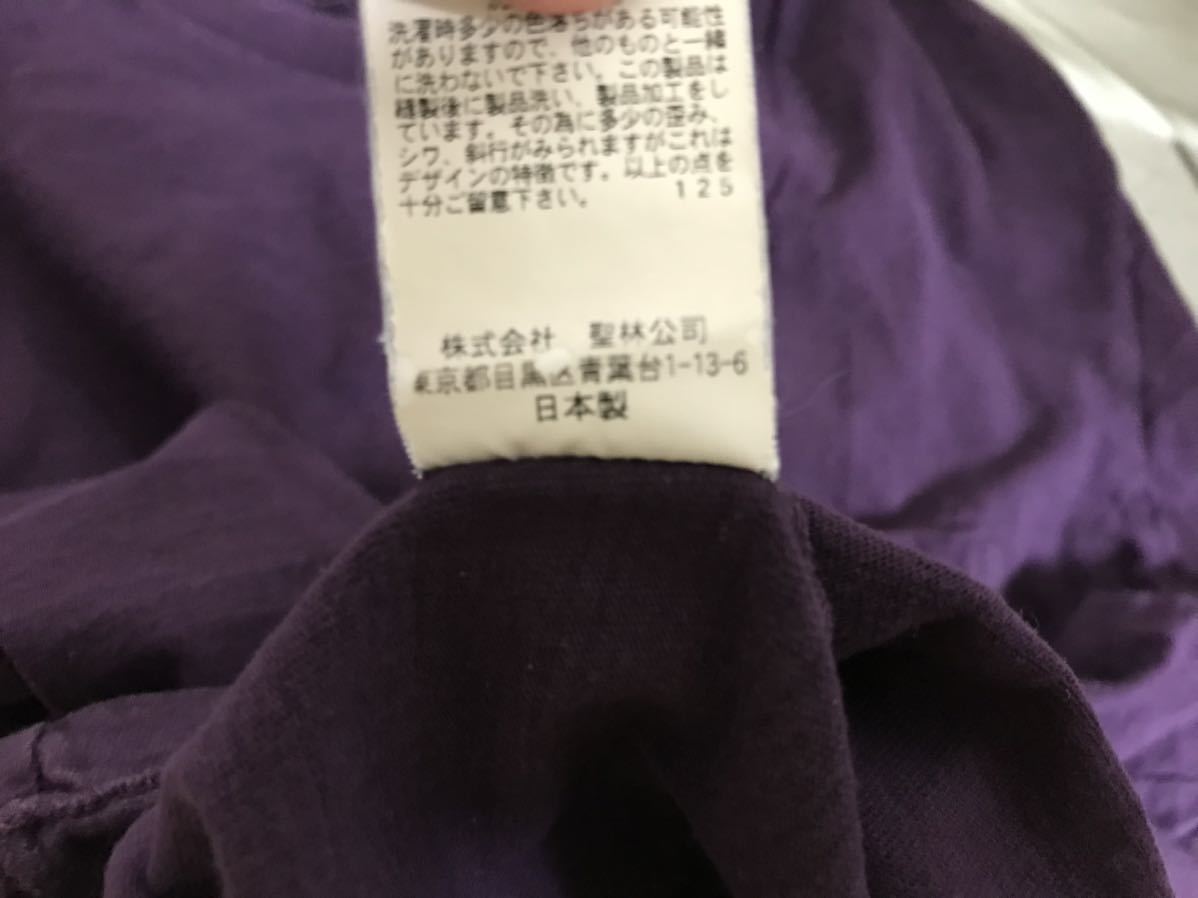 洗濯時多少の色落ちがある可能性
がありますので、他のものと一緒
に洗わないで下さい。この製品は
縫製後に製品洗い、製品加工をし
ています。その為に多少の歪み、
シワ、斜行がみられますがこれは
デザインの特徴です。以上の点を
十分ご留意下さい。 125
株式会社 聖林公司
東京都目黒区青葉台1-13-6
日本製